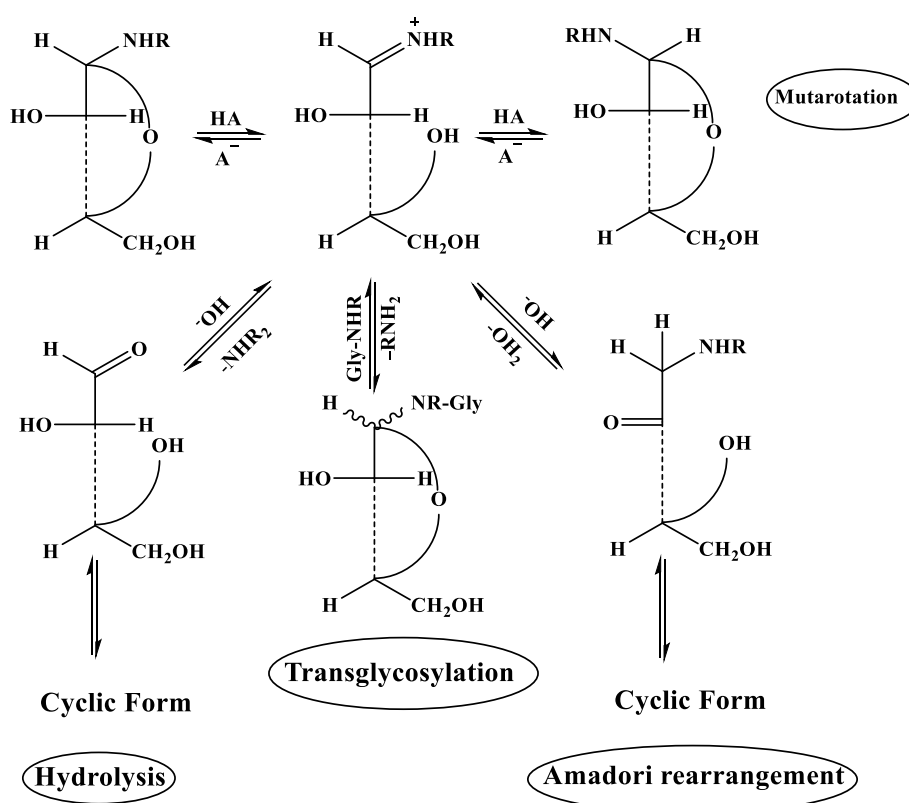 H NHR
HO H
O
H CH₂OH
HA
A⁻
+
H NHR
HO H
OH
H CH₂OH
HA
A⁻
RHN H
HO H
O
H CH₂OH
Mutarotation
⁻OH
-NHR₂
Gly-NHR
–RNH₂
⁻OH
⁻OH₂
H O
HO H
OH
H CH₂OH
H NR-Gly
HO H
O
H CH₂OH
H
H NHR
O
OH
H CH₂OH
Transglycosylation
Cyclic Form
Cyclic Form
Hydrolysis
Amadori rearrangement